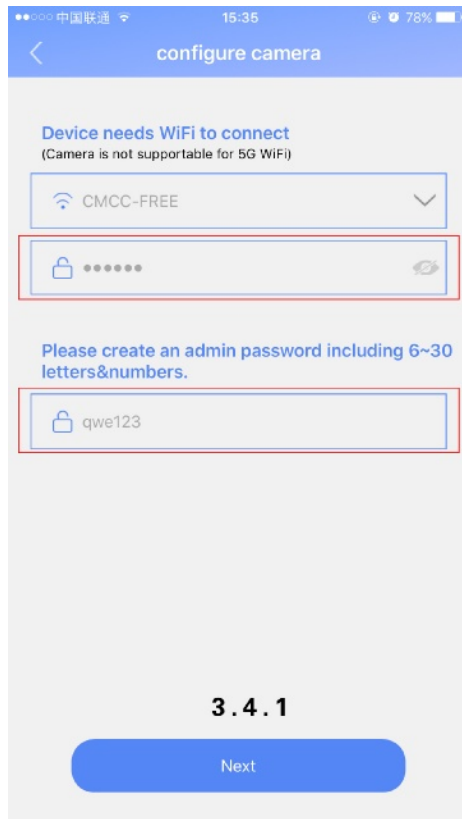 中国联通 15:35 78%
configure camera
Device needs WiFi to connect
(Camera is not supportable for 5G WiFi)
CMCC-FREE
••••••
Please create an admin password including 6~30
letters&numbers.
qwe123
3.4.1
Next